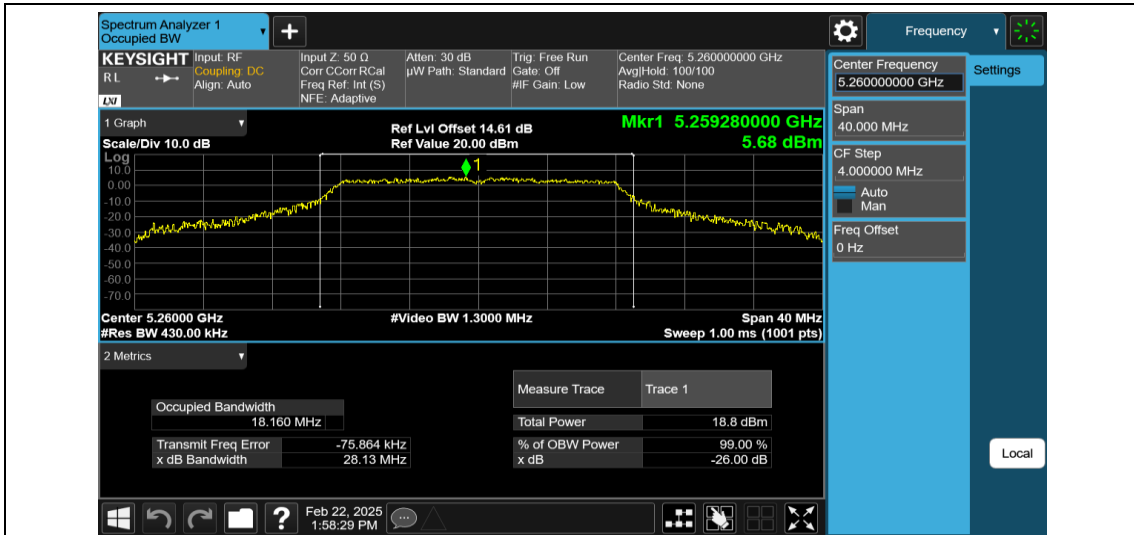 Spectrum Analyzer 1
Occupied BW
Frequency
KEYSIGHT
R L
LXI
Input: RF
Coupling: DC
Align: Auto
Input Z: 50 Ω
Corr CCorr RCal
Freq Ref: Int (S)
NFE: Adaptive
Atten: 30 dB
µW Path: Standard
Trig: Free Run
Gate: Off
#IF Gain: Low
Center Freq: 5.260000000 GHz
Avg|Hold: 100/100
Radio Std: None
Center Frequency
5.260000000 GHz
Settings
Span
40.000 MHz
CF Step
4.000000 MHz
Auto
Man
Freq Offset
0 Hz
1 Graph
Scale/Div 10.0 dB
Ref Lvl Offset 14.61 dB
Ref Value 20.00 dBm
Mkr1 5.259280000 GHz
5.68 dBm
Log
10.0
0.00
-10.0
-20.0
-30.0
-40.0
-50.0
-60.0
-70.0
1
Center 5.26000 GHz
#Video BW 1.3000 MHz
Span 40 MHz
#Res BW 430.00 kHz
Sweep 1.00 ms (1001 pts)
2 Metrics
Measure Trace Trace 1
Occupied Bandwidth
18.160 MHz
Total Power 18.8 dBm
Transmit Freq Error -75.864 kHz
% of OBW Power 99.00 %
x dB Bandwidth 28.13 MHz
x dB -26.00 dB
Local
?
Feb 22, 2025
1:58:29 PM